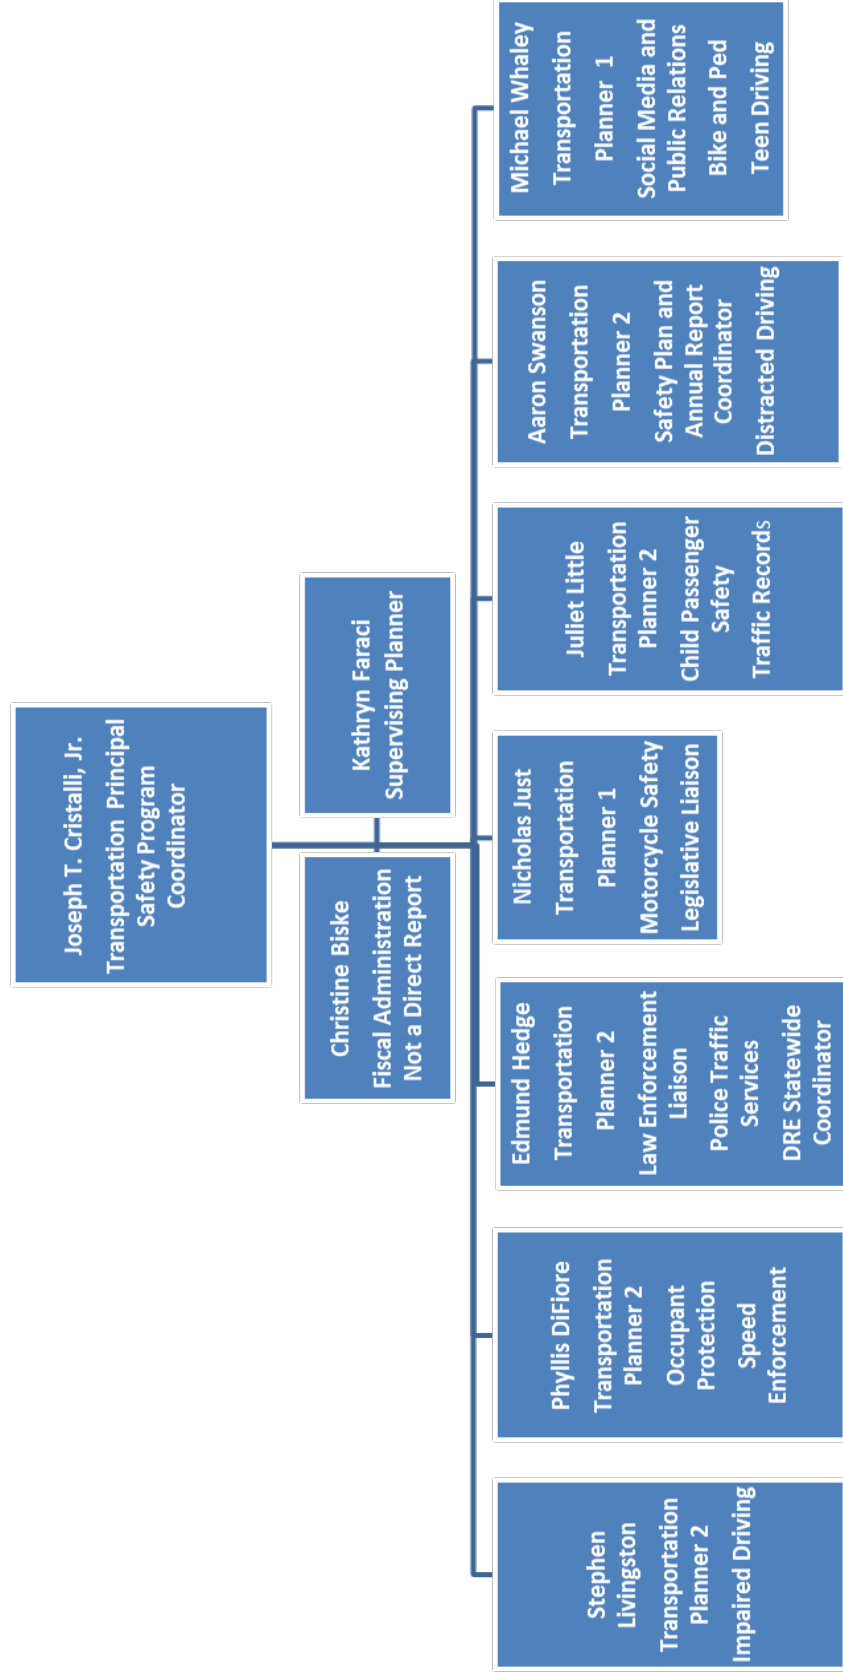 Joseph T. Cristalli, Jr.
Transportation Principal
Safety Program
Coordinator
Christine Biske
Fiscal Administration
Not a Direct Report
Kathryn Faraci
Supervising Planner
Stephen
Livingston
Transportation
Planner 2
Impaired Driving
Phyllis DiFiore
Transportation
Planner 2
Occupant
Protection
Speed
Enforcement
Edmund Hedge
Transportation
Planner 2
Law Enforcement
Liaison
Police Traffic
Services
DRE Statewide
Coordinator
Nicholas Just
Transportation
Planner 1
Motorcycle Safety
Legislative Liaison
Juliet Little
Transportation
Planner 2
Child Passenger
Safety
Traffic Records
Aaron Swanson
Transportation
Planner 2
Safety Plan and
Annual Report
Coordinator
Distracted Driving
Michael Whaley
Transportation
Planner 1
Social Media and
Public Relations
Bike and Ped
Teen Driving